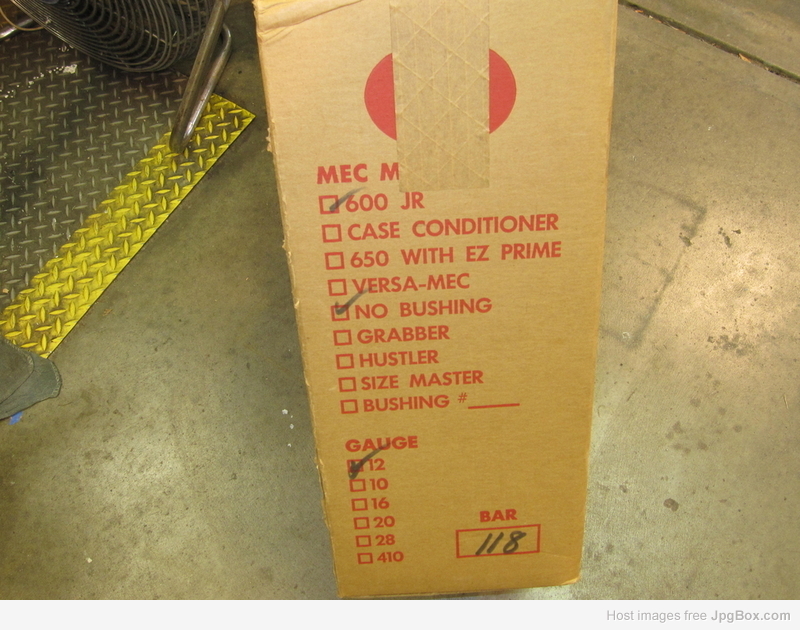 MEC M
600 JR
CASE CONDITIONER
650 WITH EZ PRIME
VERSA-MEC
NO BUSHING
GRABBER
HUSTLER
SIZE MASTER
BUSHING #
GAUGE
12
10
16
20
28
410
BAR
118
Host images free JpgBox.com